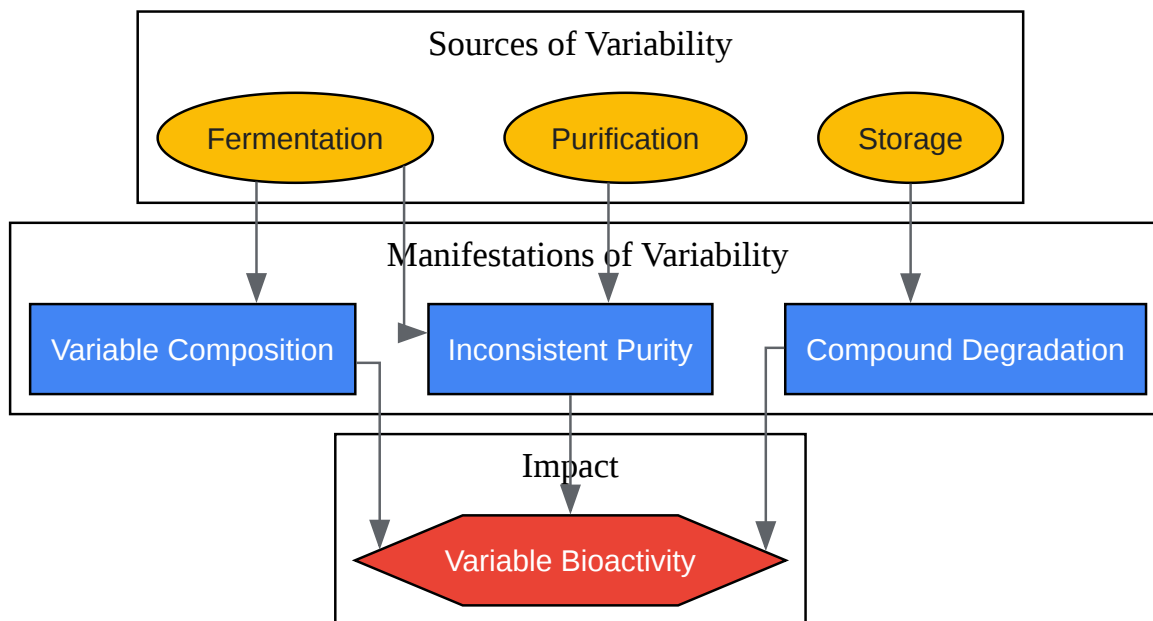 Sources of Variability
Fermentation
Purification
Storage
Manifestations of Variability
Variable Composition
Inconsistent Purity
Compound Degradation
Impact
Variable Bioactivity